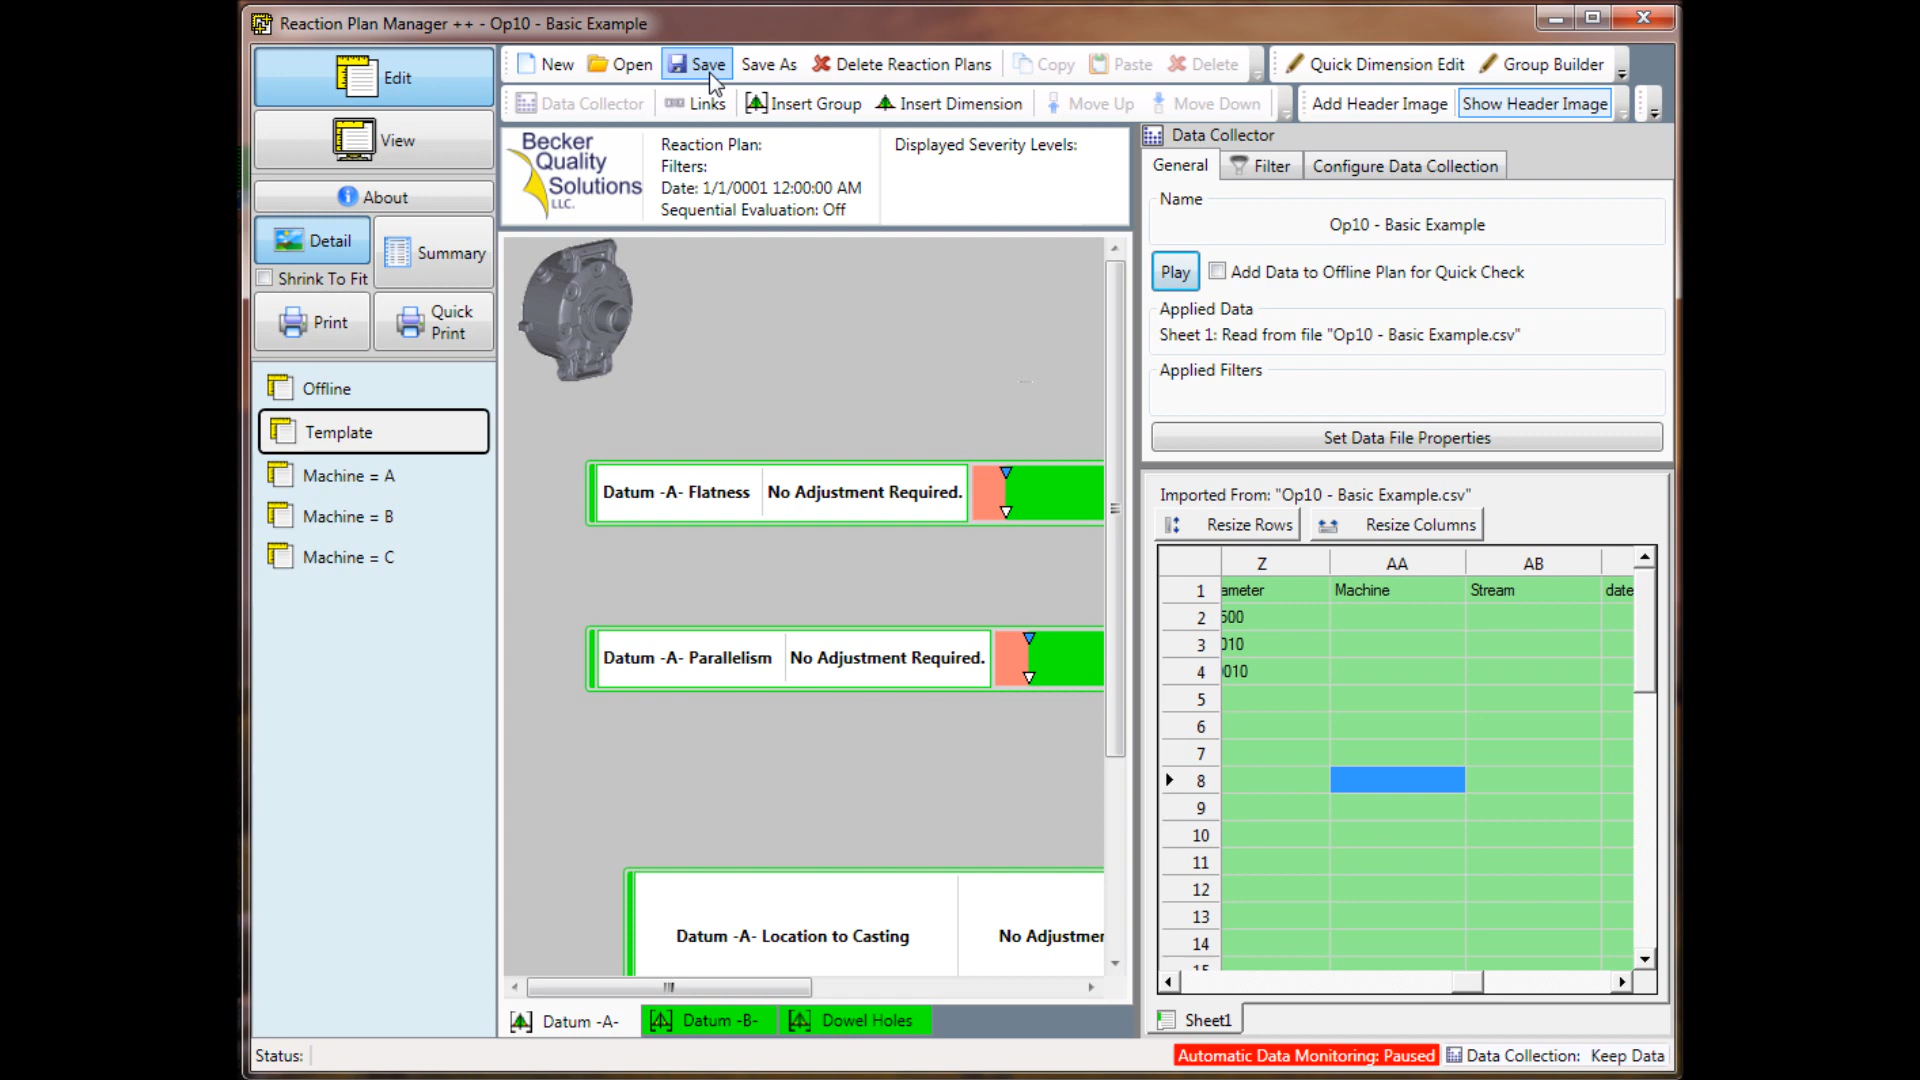 Reaction Plan Manager ++ - Op10 - Basic Example
Edit
View
About
Detail
Summary
Shrink To Fit
Print
Quick
Print
Offline
Template
Machine = A
Machine = B
Machine = C
New Open Save Save As Delete Reaction Plans Copy Paste Delete Quick Dimension Edit Group Builder
Data Collector Links Insert Group Insert Dimension Move Up Move Down Add Header Image Show Header Image
Becker
Quality
Solutions
LLC.
Reaction Plan:
Filters:
Date: 1/1/0001 12:00:00 AM
Sequential Evaluation: Off
Displayed Severity Levels:
Datum -A- Flatness No Adjustment Required.
Datum -A- Parallelism No Adjustment Required.
Datum -A- Location to Casting No Adjustmen
Datum -A- Datum -B- Dowel Holes
Data Collector
General Filter Configure Data Collection
Name
Op10 - Basic Example
Play Add Data to Offline Plan for Quick Check
Applied Data
Sheet 1: Read from file "Op10 - Basic Example.csv"
Applied Filters
Set Data File Properties
Imported From: "Op10 - Basic Example.csv"
Resize Rows Resize Columns
Z AA AB
1 ameter Machine Stream date
2 500
3 010
4 010
5
6
7
8
9
10
11
12
13
14
15
Sheet1
Status:
Automatic Data Monitoring: Paused Data Collection: Keep Data